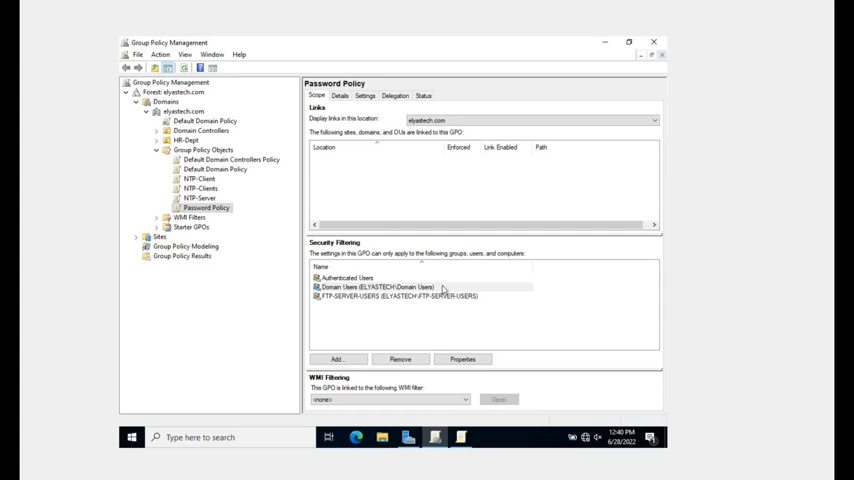 Group Policy Management
File Action View Window Help
Group Policy Management
Forest: elyastech.com
Domains
elyastech.com
Default Domain Policy
Domain Controllers
HR-Dept
Group Policy Objects
Default Domain Controllers Policy
Default Domain Policy
NTP-Client
NTP-Clients
NTP-Server
Password Policy
WMI Filters
Starter GPOs
Sites
Group Policy Modeling
Group Policy Results
Password Policy
Scope Details Settings Delegation Status
Links
Display links in this location: elyastech.com
The following sites, domains, and OUs are linked to this GPO:
Location Enforced Link Enabled Path
Security Filtering
The settings in this GPO can only apply to the following groups, users, and computers:
Name
Authenticated Users
Domain Users (ELYASTECH\Domain Users)
FTP-SERVER-USERS (ELYASTECH\FTP-SERVER-USERS)
Add... Remove Properties
WMI Filtering
This GPO is linked to the following WMI filter:
<none> Open
Type here to search
12:40 PM
6/28/2022